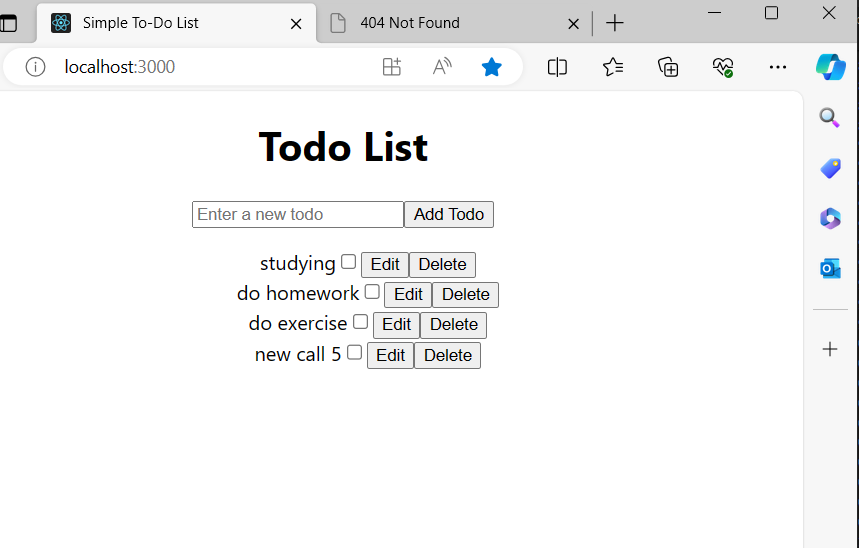 Simple To-Do List
404 Not Found
localhost:3000
Todo List
Enter a new todo Add Todo
studying Edit Delete
do homework Edit Delete
do exercise Edit Delete
new call 5 Edit Delete